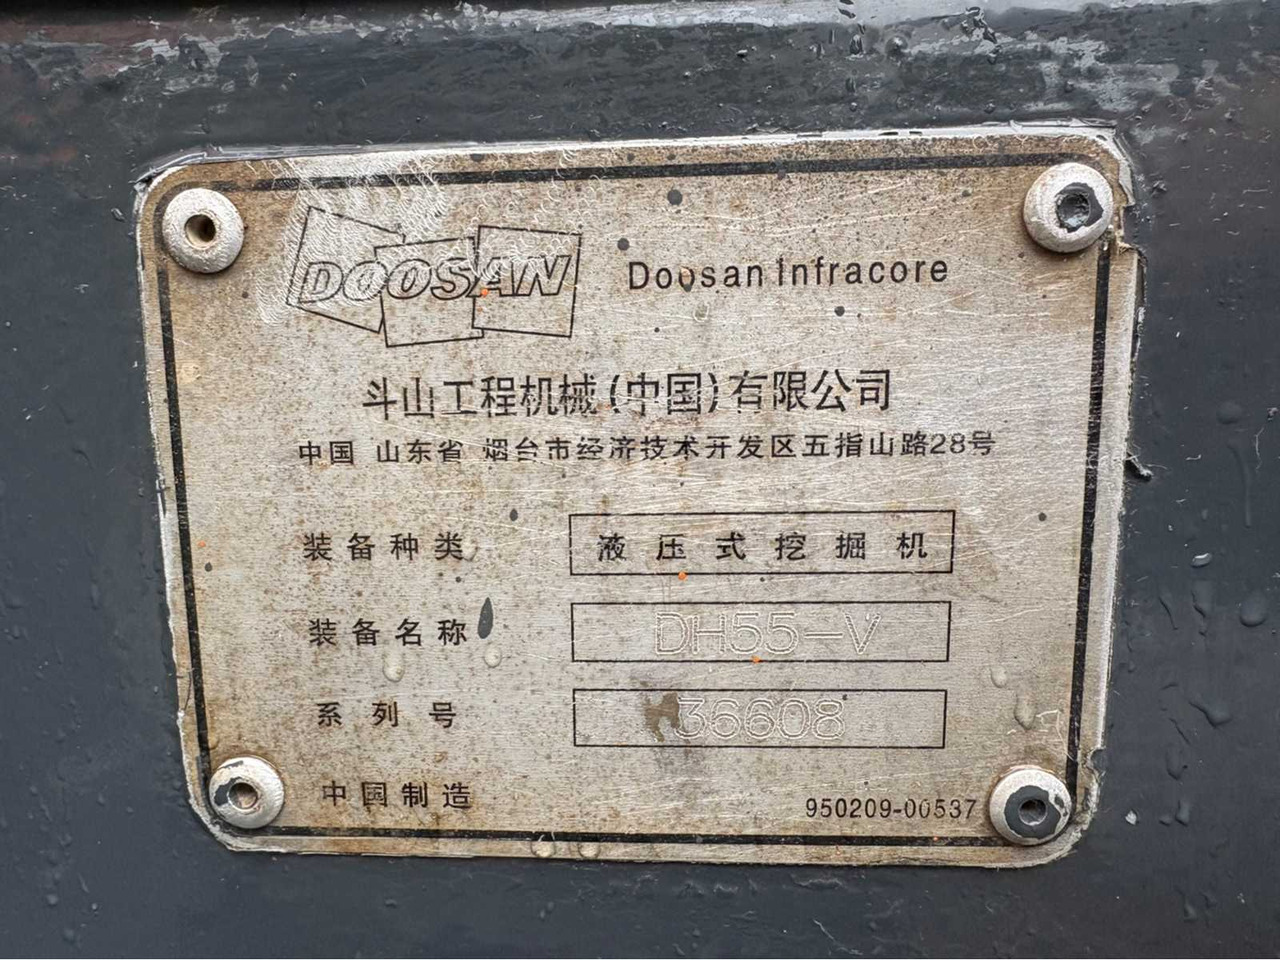 DOOSAN Doosan Infracore
斗山工程机械(中国)有限公司
中国 山东省 烟台市经济技术开发区五指山路28号
装备种类 液压式挖掘机
装备名称 DH55-V
系列号 36608
中国制造 950209-00537